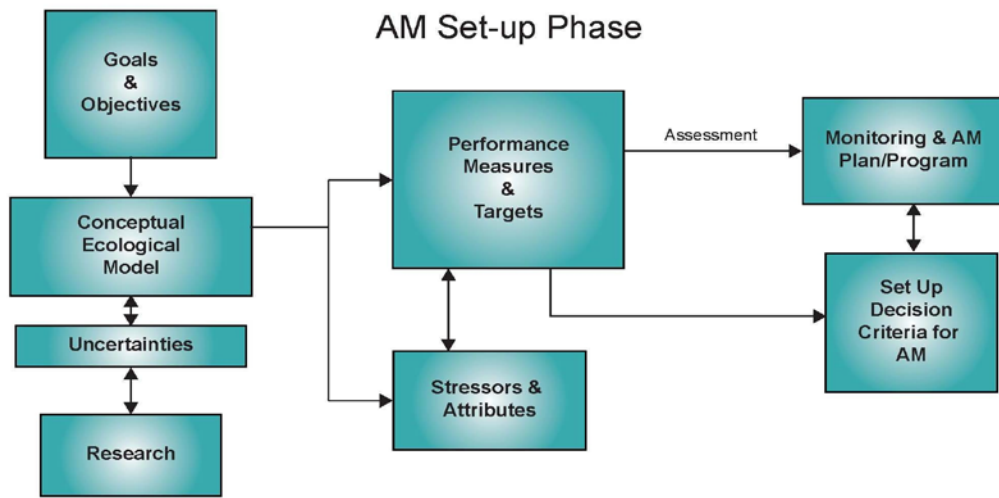 AM Set-up Phase
Goals
&
Objectives
Conceptual
Ecological
Model
Uncertainties
Research
Performance
Measures
&
Targets
Stressors &
Attributes
Assessment
Monitoring & AM
Plan/Program
Set Up
Decision
Criteria for
AM